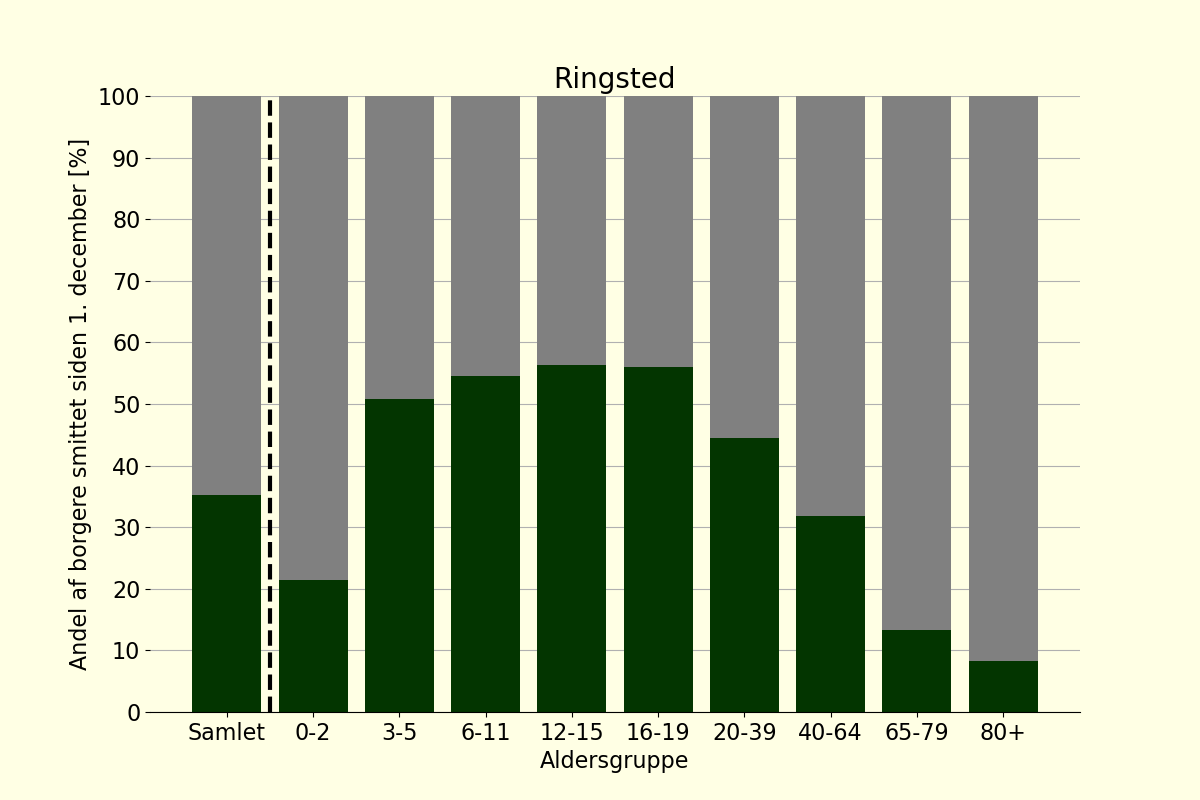 Ringsted
Andel af borgere smittet siden 1. december [%]
100
90
80
70
60
50
40
30
20
10
0
Samlet 0-2 3-5 6-11 12-15 16-19 20-39 40-64 65-79 80+
Aldersgruppe